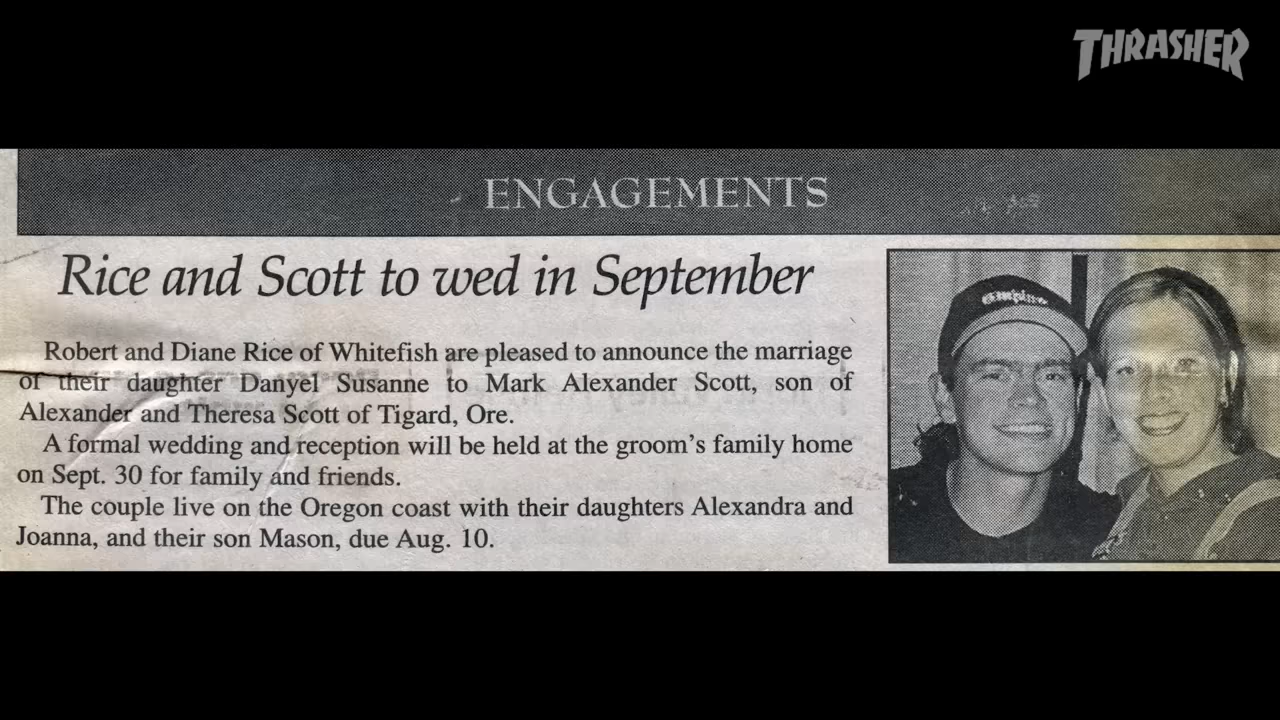 THRASHER
ENGAGEMENTS
Rice and Scott to wed in September
Robert and Diane Rice of Whitefish are pleased to announce the marriage
of their daughter Danyel Susanne to Mark Alexander Scott, son of
Alexander and Theresa Scott of Tigard, Ore.
A formal wedding and reception will be held at the groom's family home
on Sept. 30 for family and friends.
The couple live on the Oregon coast with their daughters Alexandra and
Joanna, and their son Mason, due Aug. 10.
Empire